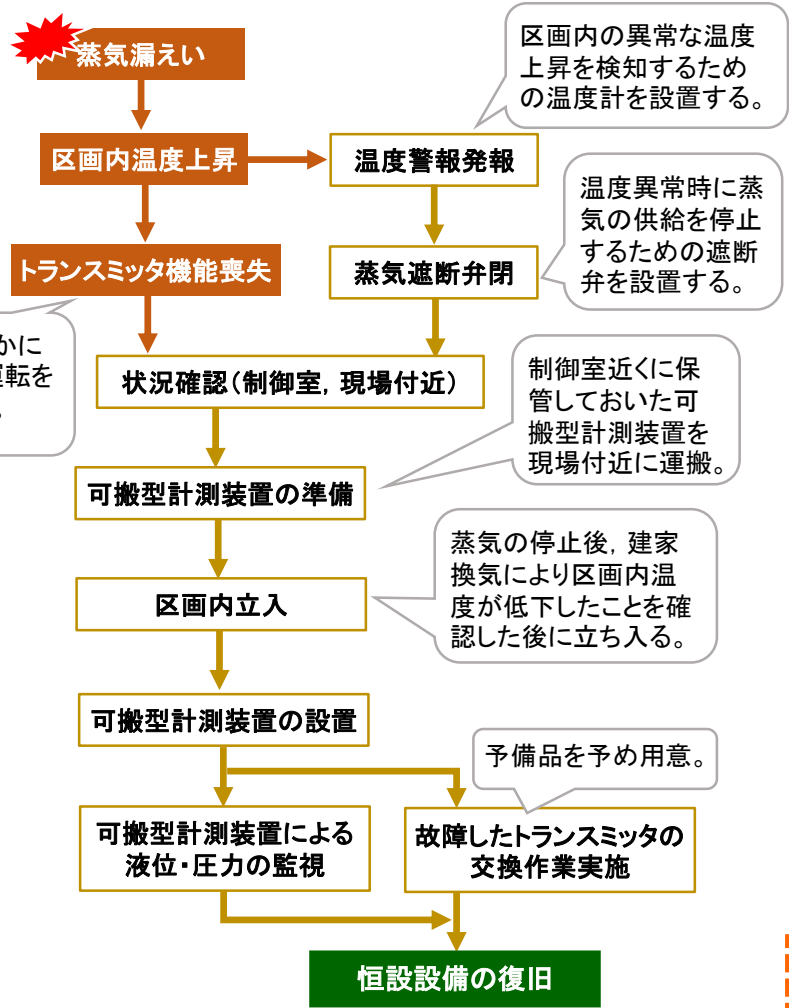 蒸気漏えい
区画内の異常な温度
上昇を検知するため
の温度計を設置する。
区画内温度上昇
温度警報発報
温度異常時に蒸
気の供給を停止
するための遮断
弁を設置する。
トランスミッタ機能喪失
蒸気遮断弁閉
かに
運転を
。
状況確認(制御室, 現場付近)
制御室近くに保
管しておいた可
搬型計測装置を
現場付近に運搬。
可搬型計測装置の準備
蒸気の停止後, 建家
換気により区画内温
度が低下したことを確
認した後に立ち入る。
区画内立入
可搬型計測装置の設置
予備品を予め用意。
可搬型計測装置による
液位・圧力の監視
故障したトランスミッタの
交換作業実施
恒設設備の復旧